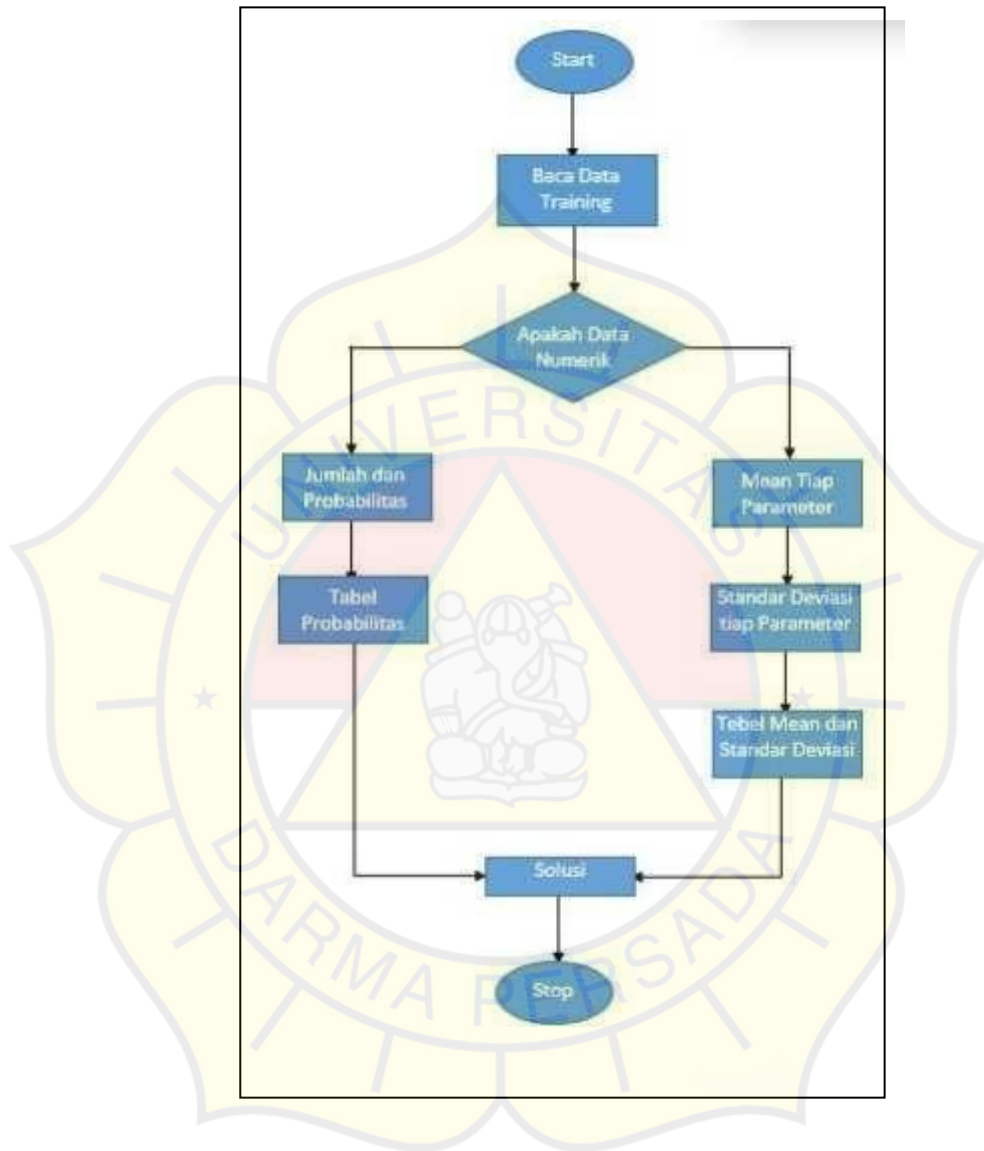 Start
Baca Data
Training
Apakah Data
Numerik
Jumlah dan
Probabilitas
Mean Tiap
Parameter
Tabel
Probabilitas
Standar Deviasi
tiap Parameter
Tebel Mean dan
Standar Deviasi
Solusi
Stop
UNIVERSITAS
DARMA PERSADA